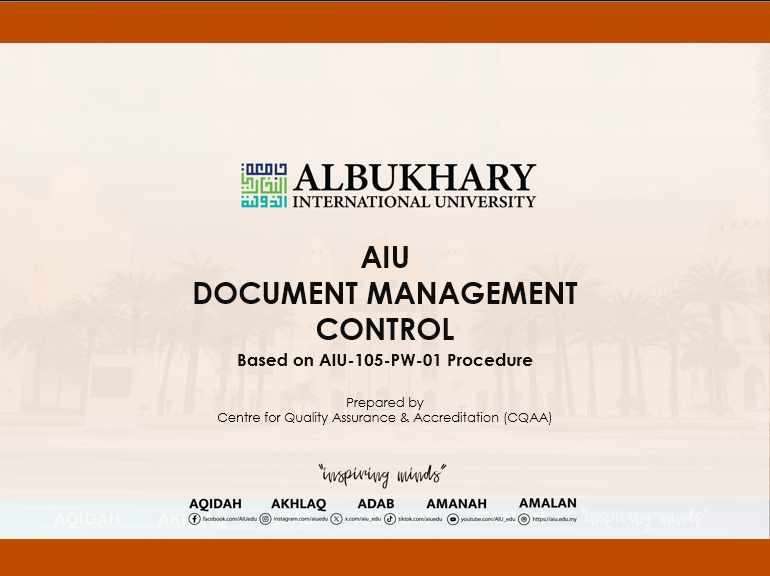 جامعة
البخاري
الدولية
ALBUKHARY
INTERNATIONAL UNIVERSITY
AIU
DOCUMENT MANAGEMENT
CONTROL
Based on AIU-105-PW-01 Procedure
Prepared by
Centre for Quality Assurance & Accreditation (CQAA)
"inspiring minds"
AQIDAH AKHLAQ ADAB AMANAH AMALAN
facebook.com/AIUedu instagram.com/aiuedu x.com/aiu_edu tiktok.com/aiuedu youtube.com/AIU_edu https://aiu.edu.my
AQIDAH "inspiring minds"